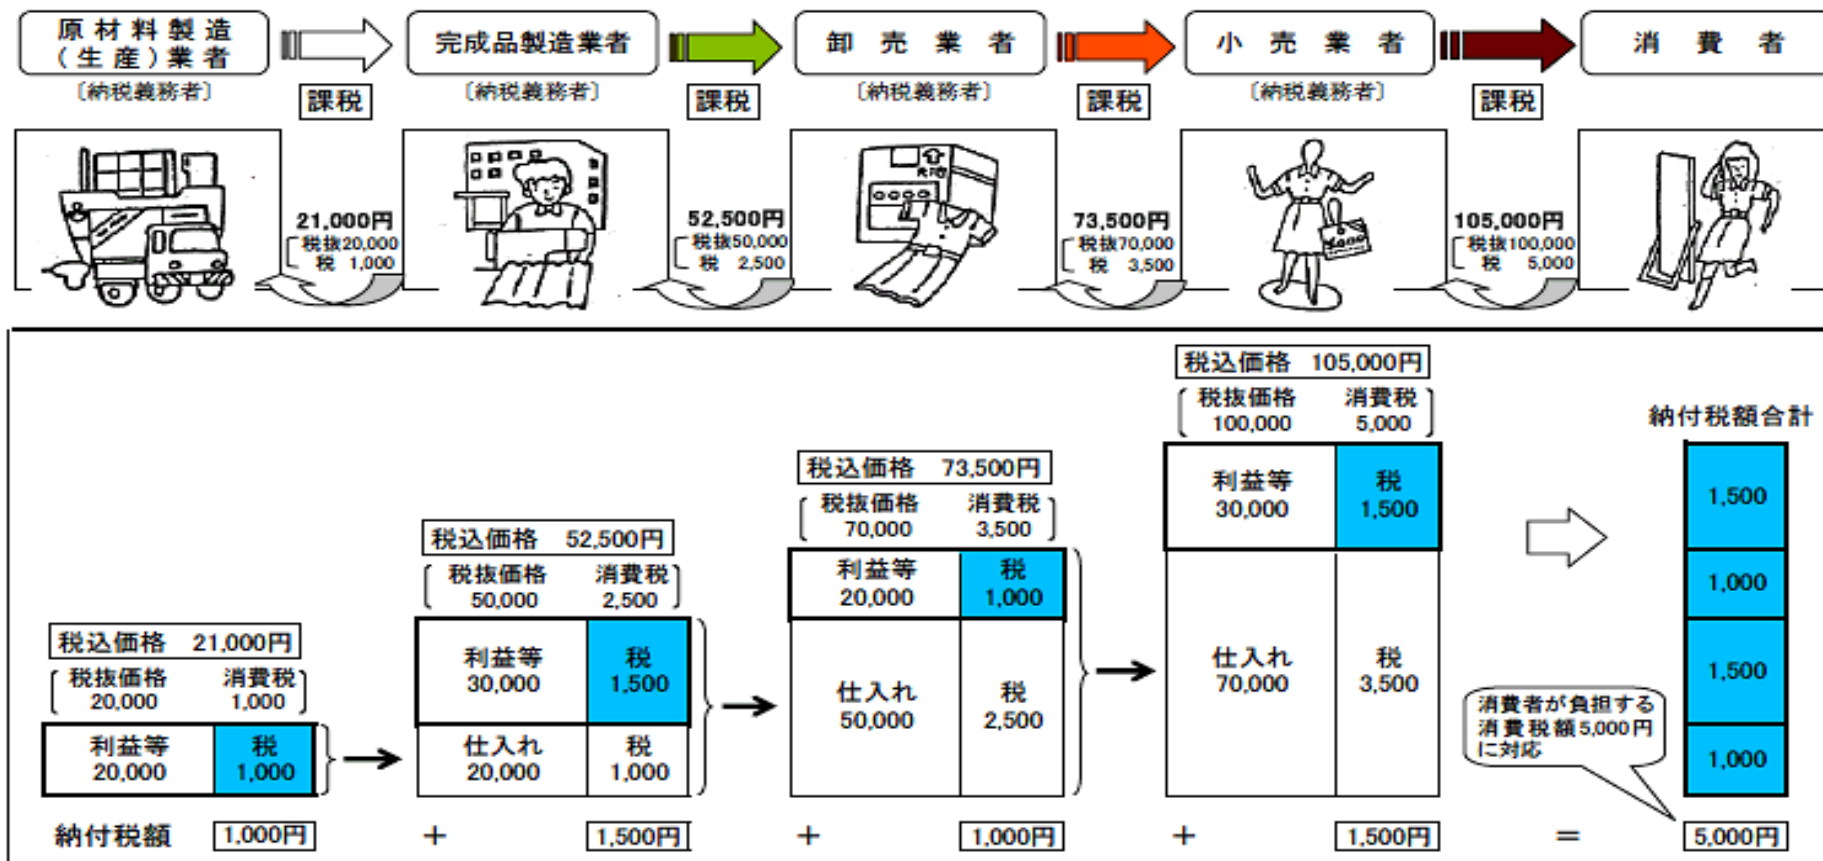 原材料製造
(生産)業者
完成品製造業者
卸売業者
小売業者
消費者
〔納税義務者〕
課税
〔納税義務者〕
課税
〔納税義務者〕
課税
〔納税義務者〕
課税
21,000円
税抜20,000
税 1,000
52,500円
税抜50,000
税 2,500
73,500円
税抜70,000
税 3,500
105,000円
税抜100,000
税 5,000
税込価格 21,000円
税抜価格 消費税
20,000 1,000
利益等 税
20,000 1,000
税込価格 52,500円
税抜価格 消費税
50,000 2,500
利益等 税
30,000 1,500
仕入れ 税
20,000 1,000
税込価格 73,500円
税抜価格 消費税
70,000 3,500
利益等 税
20,000 1,000
仕入れ 税
50,000 2,500
税込価格 105,000円
税抜価格 消費税
100,000 5,000
利益等 税
30,000 1,500
仕入れ 税
70,000 3,500
納付税額合計
1,500
1,000
1,500
1,000
消費者が負担する
消費税額5,000円
に対応
納付税額 1,000円 + 1,500円 + 1,000円 + 1,500円 = 5,000円